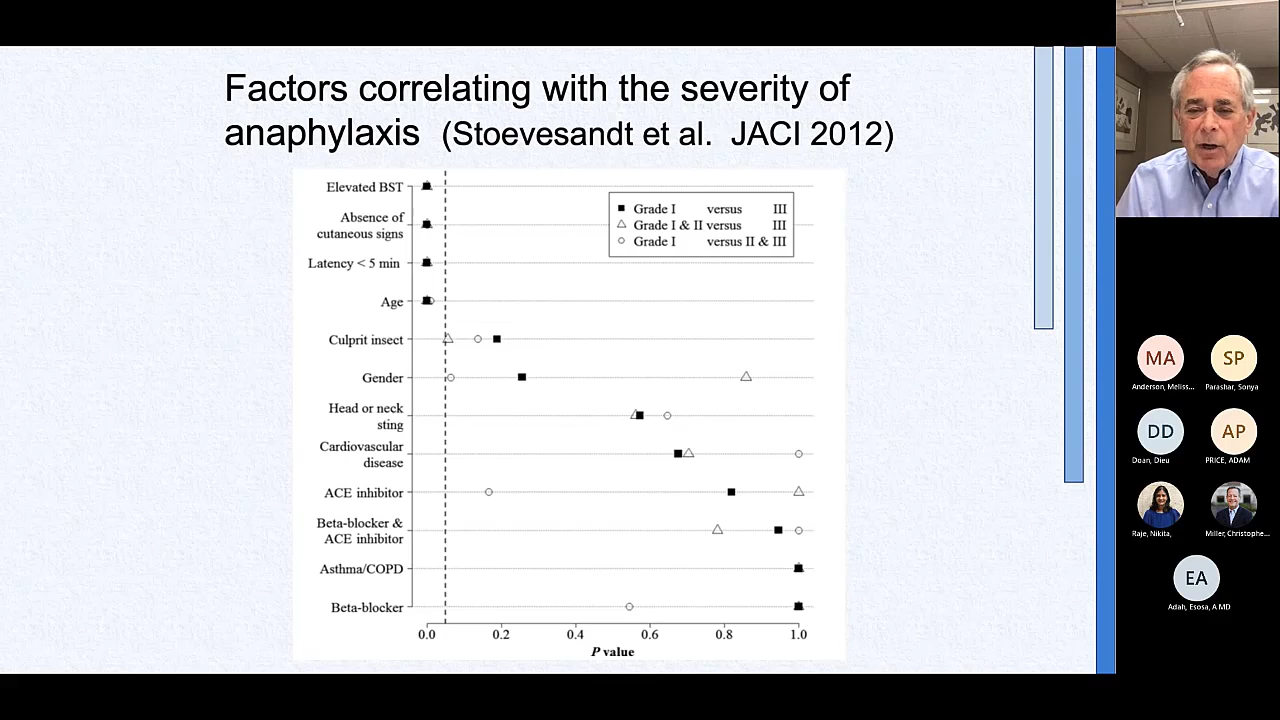 Factors correlating with the severity of
anaphylaxis (Stoevesandt et al. JACI 2012)
Elevated BST
Absence of
cutaneous signs
Latency < 5 min
Age
Culprit insect
Gender
Head or neck
sting
Cardiovascular
disease
ACE inhibitor
Beta-blocker &
ACE inhibitor
Asthma/COPD
Beta-blocker
Grade I versus III
Grade I & II versus III
Grade I versus II & III
0.0 0.2 0.4 0.6 0.8 1.0
P value
MA
Anderson, Meliss...
SP
Parashar, Sonya
DD
Doan, Dieu
AP
PRICE, ADAM
Raje, Nikita,
Miller, Christophe...
EA
Adah, Esosa, A MD